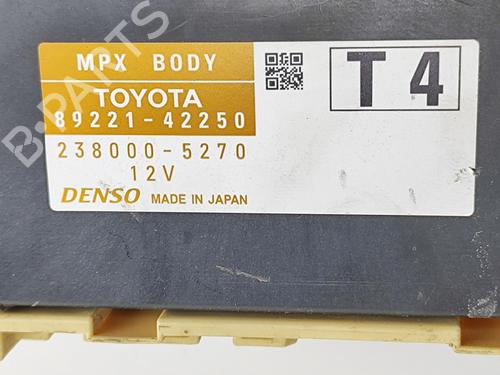 MPX BODY
TOYOTA
89221-42250
238000-5270
12V
DENSO MADE IN JAPAN
T4
B-PARTS